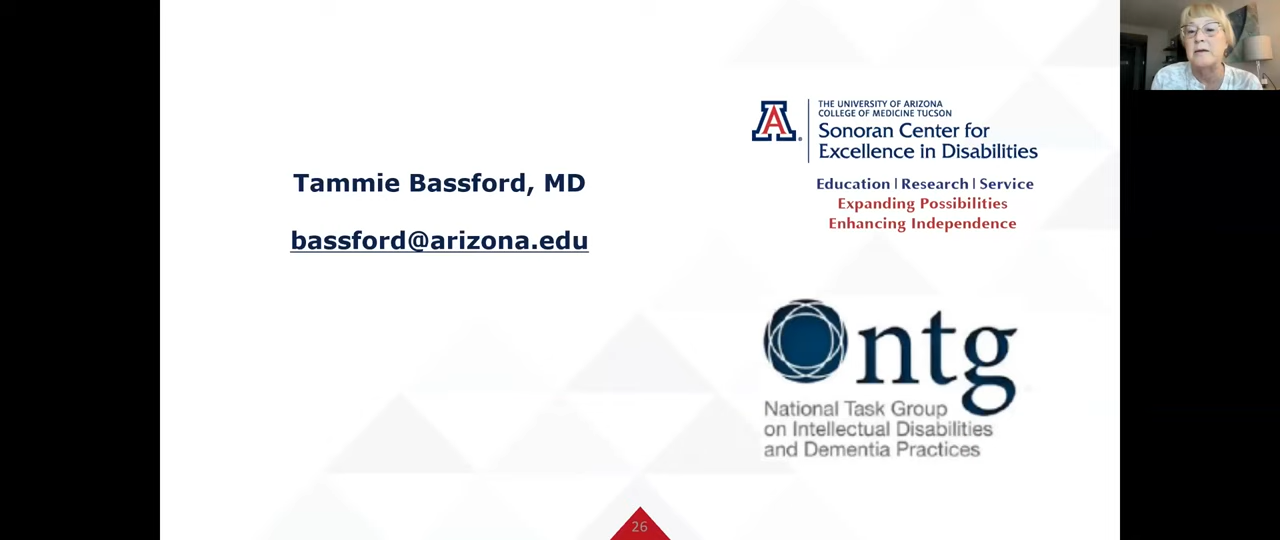 Tammie Bassford, MD
bassford@arizona.edu
A
THE UNIVERSITY OF ARIZONA
COLLEGE OF MEDICINE TUCSON
Sonoran Center for
Excellence in Disabilities
Education | Research | Service
Expanding Possibilities
Enhancing Independence
ntg
National Task Group
on Intellectual Disabilities
and Dementia Practices
26